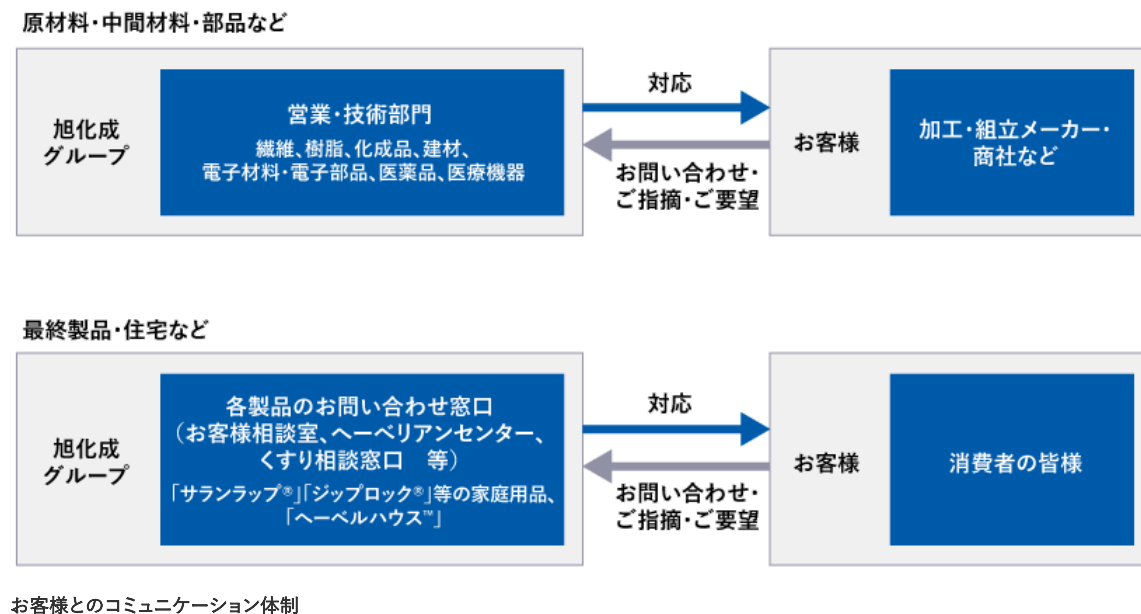 原材料・中間材料・部品など
旭化成
グループ
営業・技術部門
繊維、樹脂、化成品、建材、
電子材料・電子部品、医薬品、医療機器
対応
お問い合わせ・
ご指摘・ご要望
お客様
加工・組立メーカー・
商社など
最終製品・住宅など
旭化成
グループ
各製品のお問い合わせ窓口
（お客様相談室、ヘーベリアンセンター、
くすり相談窓口　等）
「サランラップ®」「ジップロック®」等の家庭用品、
「ヘーベルハウス™」
対応
お問い合わせ・
ご指摘・ご要望
お客様
消費者の皆様
お客様とのコミュニケーション体制